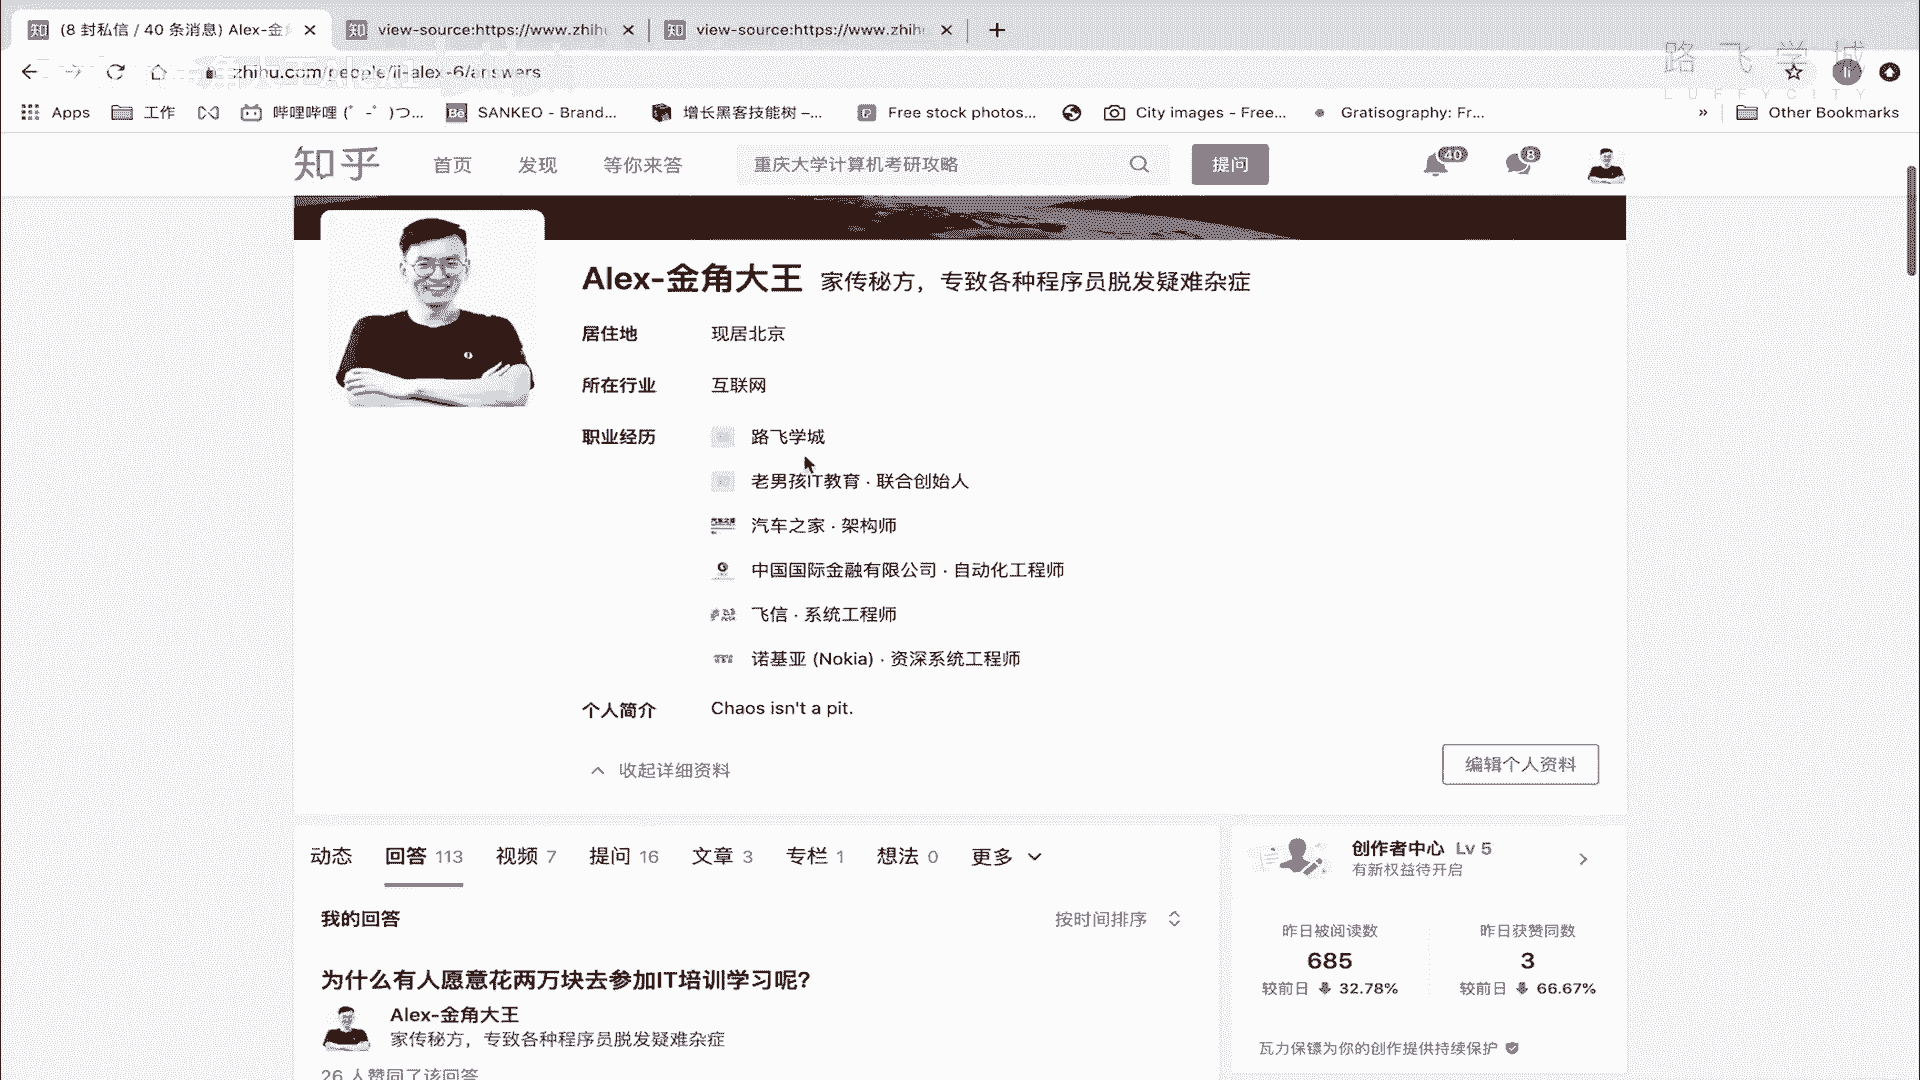 (8 封私信 / 40 条消息) Alex-金
view-source:https://www.zhihu
view-source:https://www.zhihu
路飞学城
LUFFYCITY
zhihu.com/people/li-alex-6/answers
Apps
工作
哔哩哔哩 (゜-゜)つ...
SANKEO - Brand...
增长黑客技能树 –...
Free stock photos...
City images - Free...
Gratisography: Fr...
»
Other Bookmarks
知乎
首页
发现
等你来答
重庆大学计算机考研攻略
提问
40
8
Alex-金角大王 家传秘方，专致各种程序员脱发疑难杂症
居住地 现居北京
所在行业 互联网
职业经历 路飞学城
老男孩IT教育 · 联合创始人
汽车之家 · 架构师
中国国际金融有限公司 · 自动化工程师
飞信 · 系统工程师
诺基亚 (Nokia) · 资深系统工程师
个人简介 Chaos isn't a pit.
收起详细资料
编辑个人资料
动态 回答 113 视频 7 提问 16 文章 3 专栏 1 想法 0 更多
我的回答
按时间排序
为什么有人愿意花两万块去参加IT培训学习呢？
Alex-金角大王
家传秘方，专致各种程序员脱发疑难杂症
26 人赞同了该回答
创作者中心 Lv 5
有新权益待开启
昨日被阅读数 昨日获赞同数
685 3
较前日 32.78% 较前日 66.67%
瓦力保镖为你的创作提供持续保护